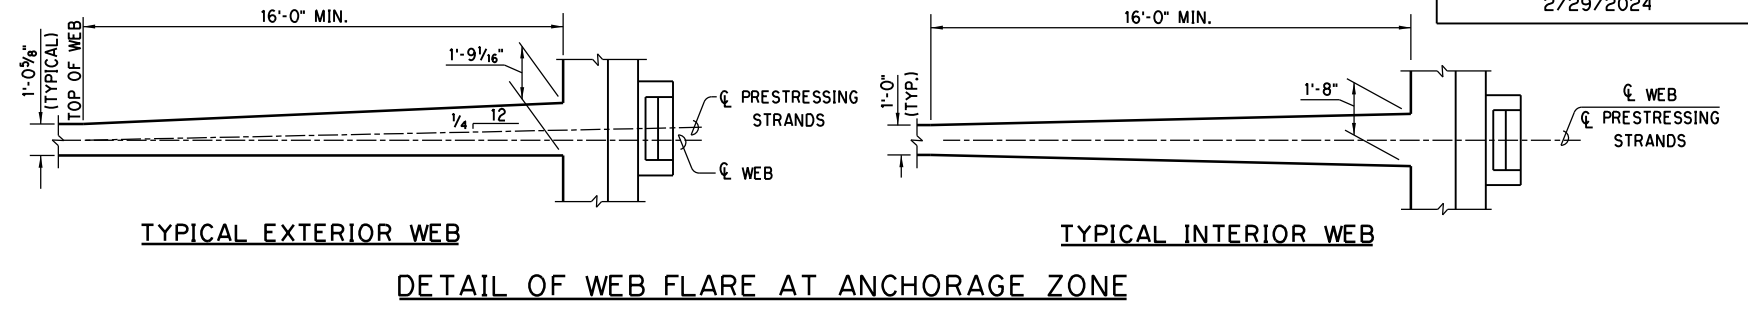 2/29/2024
16'-0" MIN.
1'-0⅝"
(TYPICAL)
TOP OF WEB
1'-9 1/16"
1/4
12
℄ PRESTRESSING
STRANDS
℄ WEB
TYPICAL EXTERIOR WEB
16'-0" MIN.
1'-0"
(TYP.)
1'-8"
℄ WEB
℄ PRESTRESSING
STRANDS
TYPICAL INTERIOR WEB
DETAIL OF WEB FLARE AT ANCHORAGE ZONE